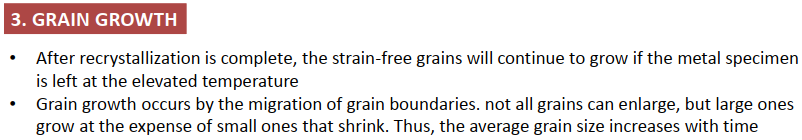 3. GRAIN GROWTH
• After recrystallization is complete, the strain-free grains will continue to grow if the metal specimen
is left at the elevated temperature
• Grain growth occurs by the migration of grain boundaries. not all grains can enlarge, but large ones
grow at the expense of small ones that shrink. Thus, the average grain size increases with time